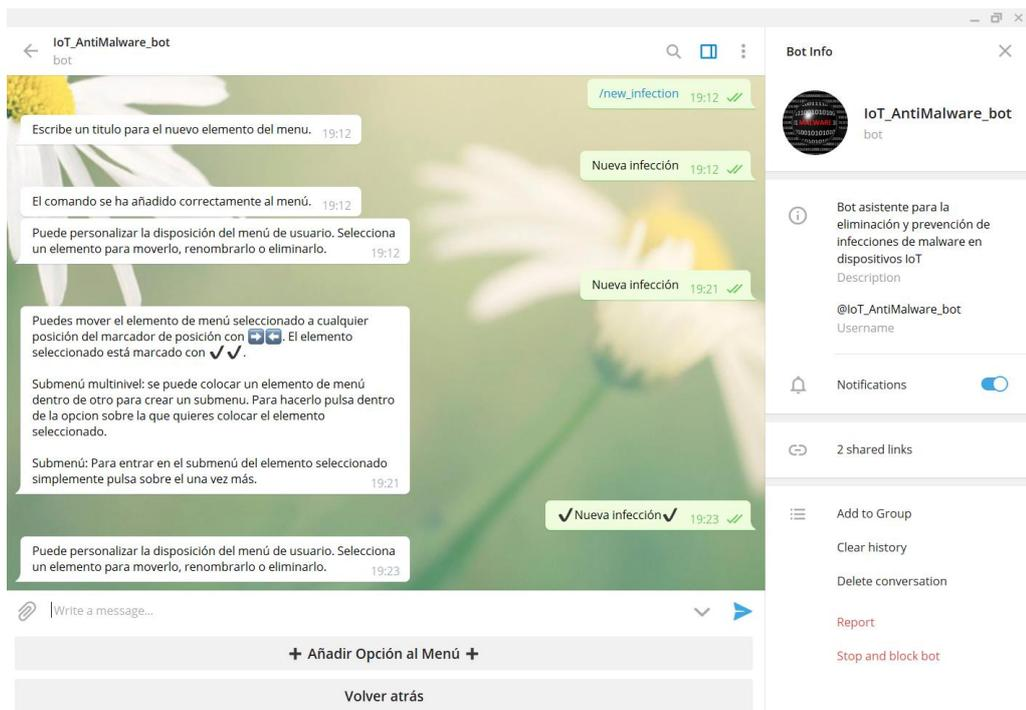 IoT_AntiMalware_bot
bot
/new_infection 19:12
Escribe un titulo para el nuevo elemento del menu. 19:12
Nueva infección 19:12
El comando se ha añadido correctamente al menú. 19:12
Puede personalizar la disposición del menú de usuario. Selecciona
un elemento para moverlo, renombrarlo o eliminarlo. 19:12
Nueva infección 19:21
Puedes mover el elemento de menú seleccionado a cualquier
posición del marcador de posición con ➡️⬅️. El elemento
seleccionado está marcado con ✔✔.
Submenú multinivel: se puede colocar un elemento de menú
dentro de otro para crear un submenu. Para hacerlo pulsa dentro
de la opcion sobre la que quieres colocar el elemento
seleccionado.
Submenú: Para entrar en el submenú del elemento seleccionado
simplemente pulsa sobre el una vez más. 19:21
✔Nueva infección✔ 19:23
Puede personalizar la disposición del menú de usuario. Selecciona
un elemento para moverlo, renombrarlo o eliminarlo. 19:23
Write a message...
➕ Añadir Opción al Menú ➕
Volver atrás
Bot Info
MALWARE
IoT_AntiMalware_bot
bot
Bot asistente para la
eliminación y prevención de
infecciones de malware en
dispositivos IoT
Description
@IoT_AntiMalware_bot
Username
Notifications
2 shared links
Add to Group
Clear history
Delete conversation
Report
Stop and block bot